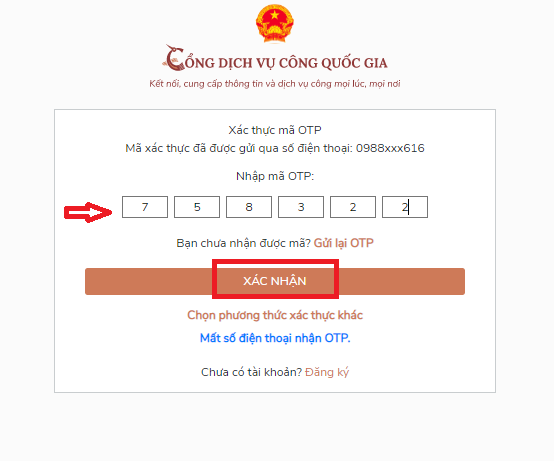 CỔNG DỊCH VỤ CÔNG QUỐC GIA
Kết nối, cung cấp thông tin và dịch vụ công mọi lúc, mọi nơi
Xác thực mã OTP
Mã xác thực đã được gửi qua số điện thoại: 0988xxx616
Nhập mã OTP:
7 5 8 3 2 2
Bạn chưa nhận được mã? Gửi lại OTP
XÁC NHẬN
Chọn phương thức xác thực khác
Mất số điện thoại nhận OTP.
Chưa có tài khoản? Đăng ký